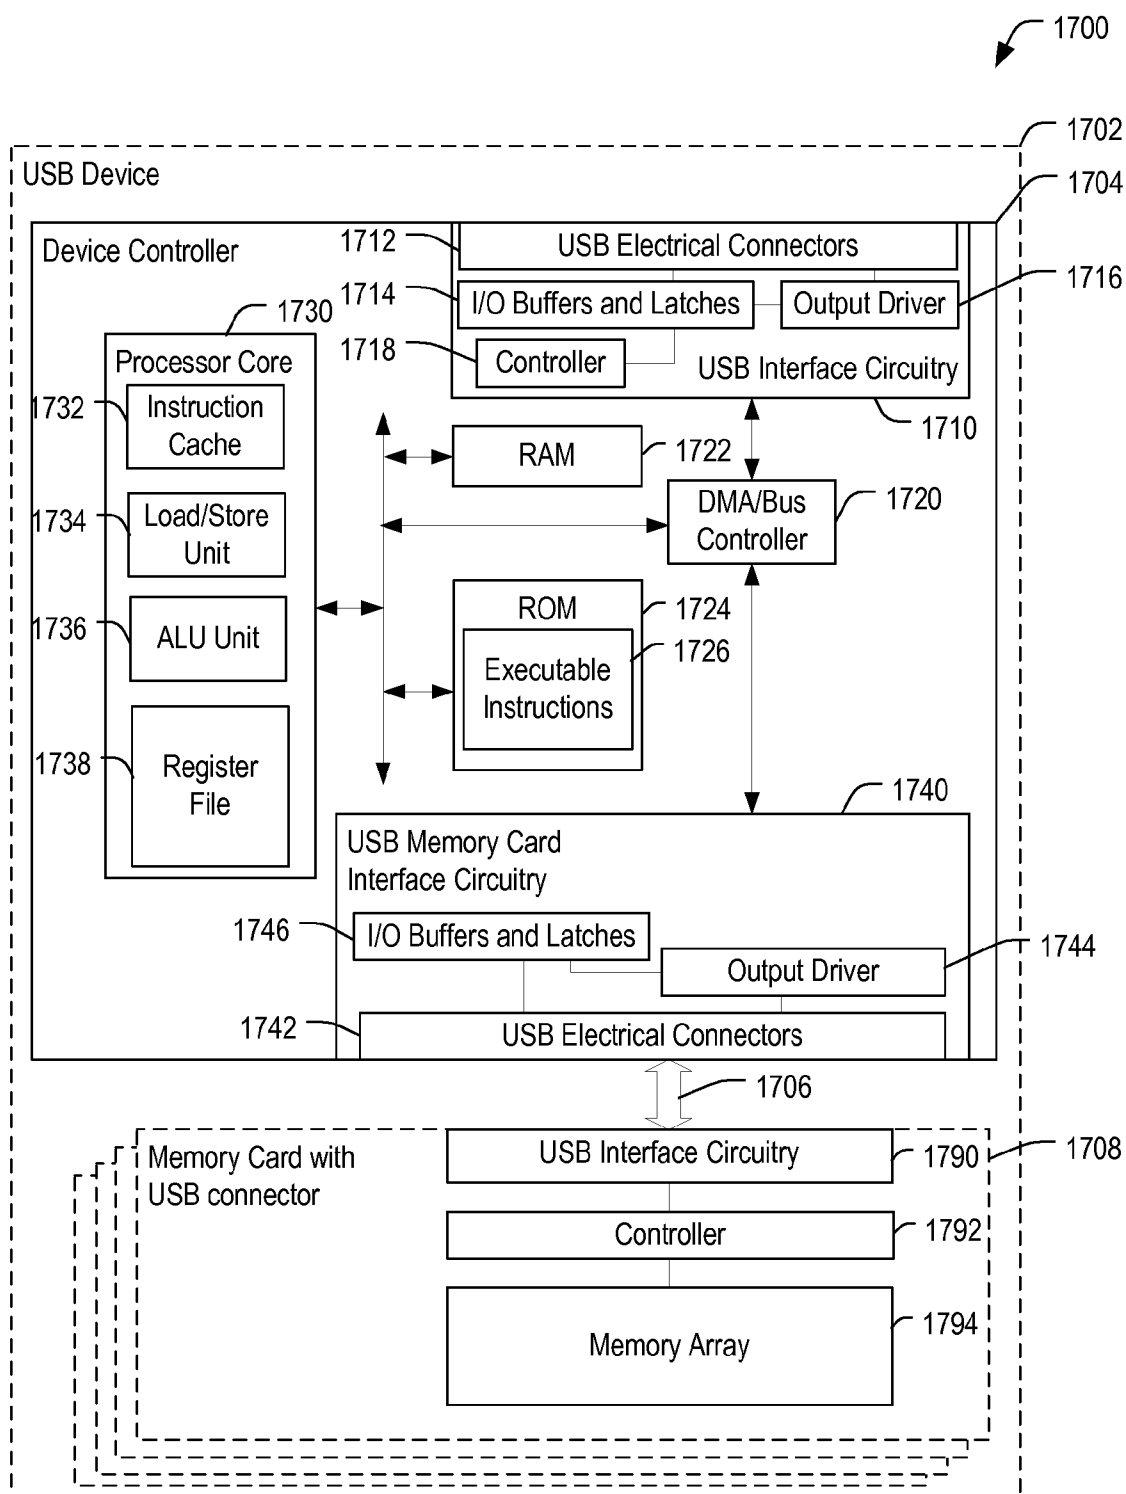 1700
1702
USB Device
1704
Device Controller
1712
USB Electrical Connectors
1714
I/O Buffers and Latches
Output Driver
1716
1718
Controller
USB Interface Circuitry
1710
1730
Processor Core
1732
Instruction
Cache
1734
Load/Store
Unit
1736
ALU Unit
1738
Register
File
RAM
1722
DMA/Bus
Controller
1720
ROM
1724
Executable
Instructions
1726
1740
USB Memory Card
Interface Circuitry
1746
I/O Buffers and Latches
Output Driver
1744
1742
USB Electrical Connectors
1706
Memory Card with
USB connector
USB Interface Circuitry
1790
1708
Controller
1792
Memory Array
1794